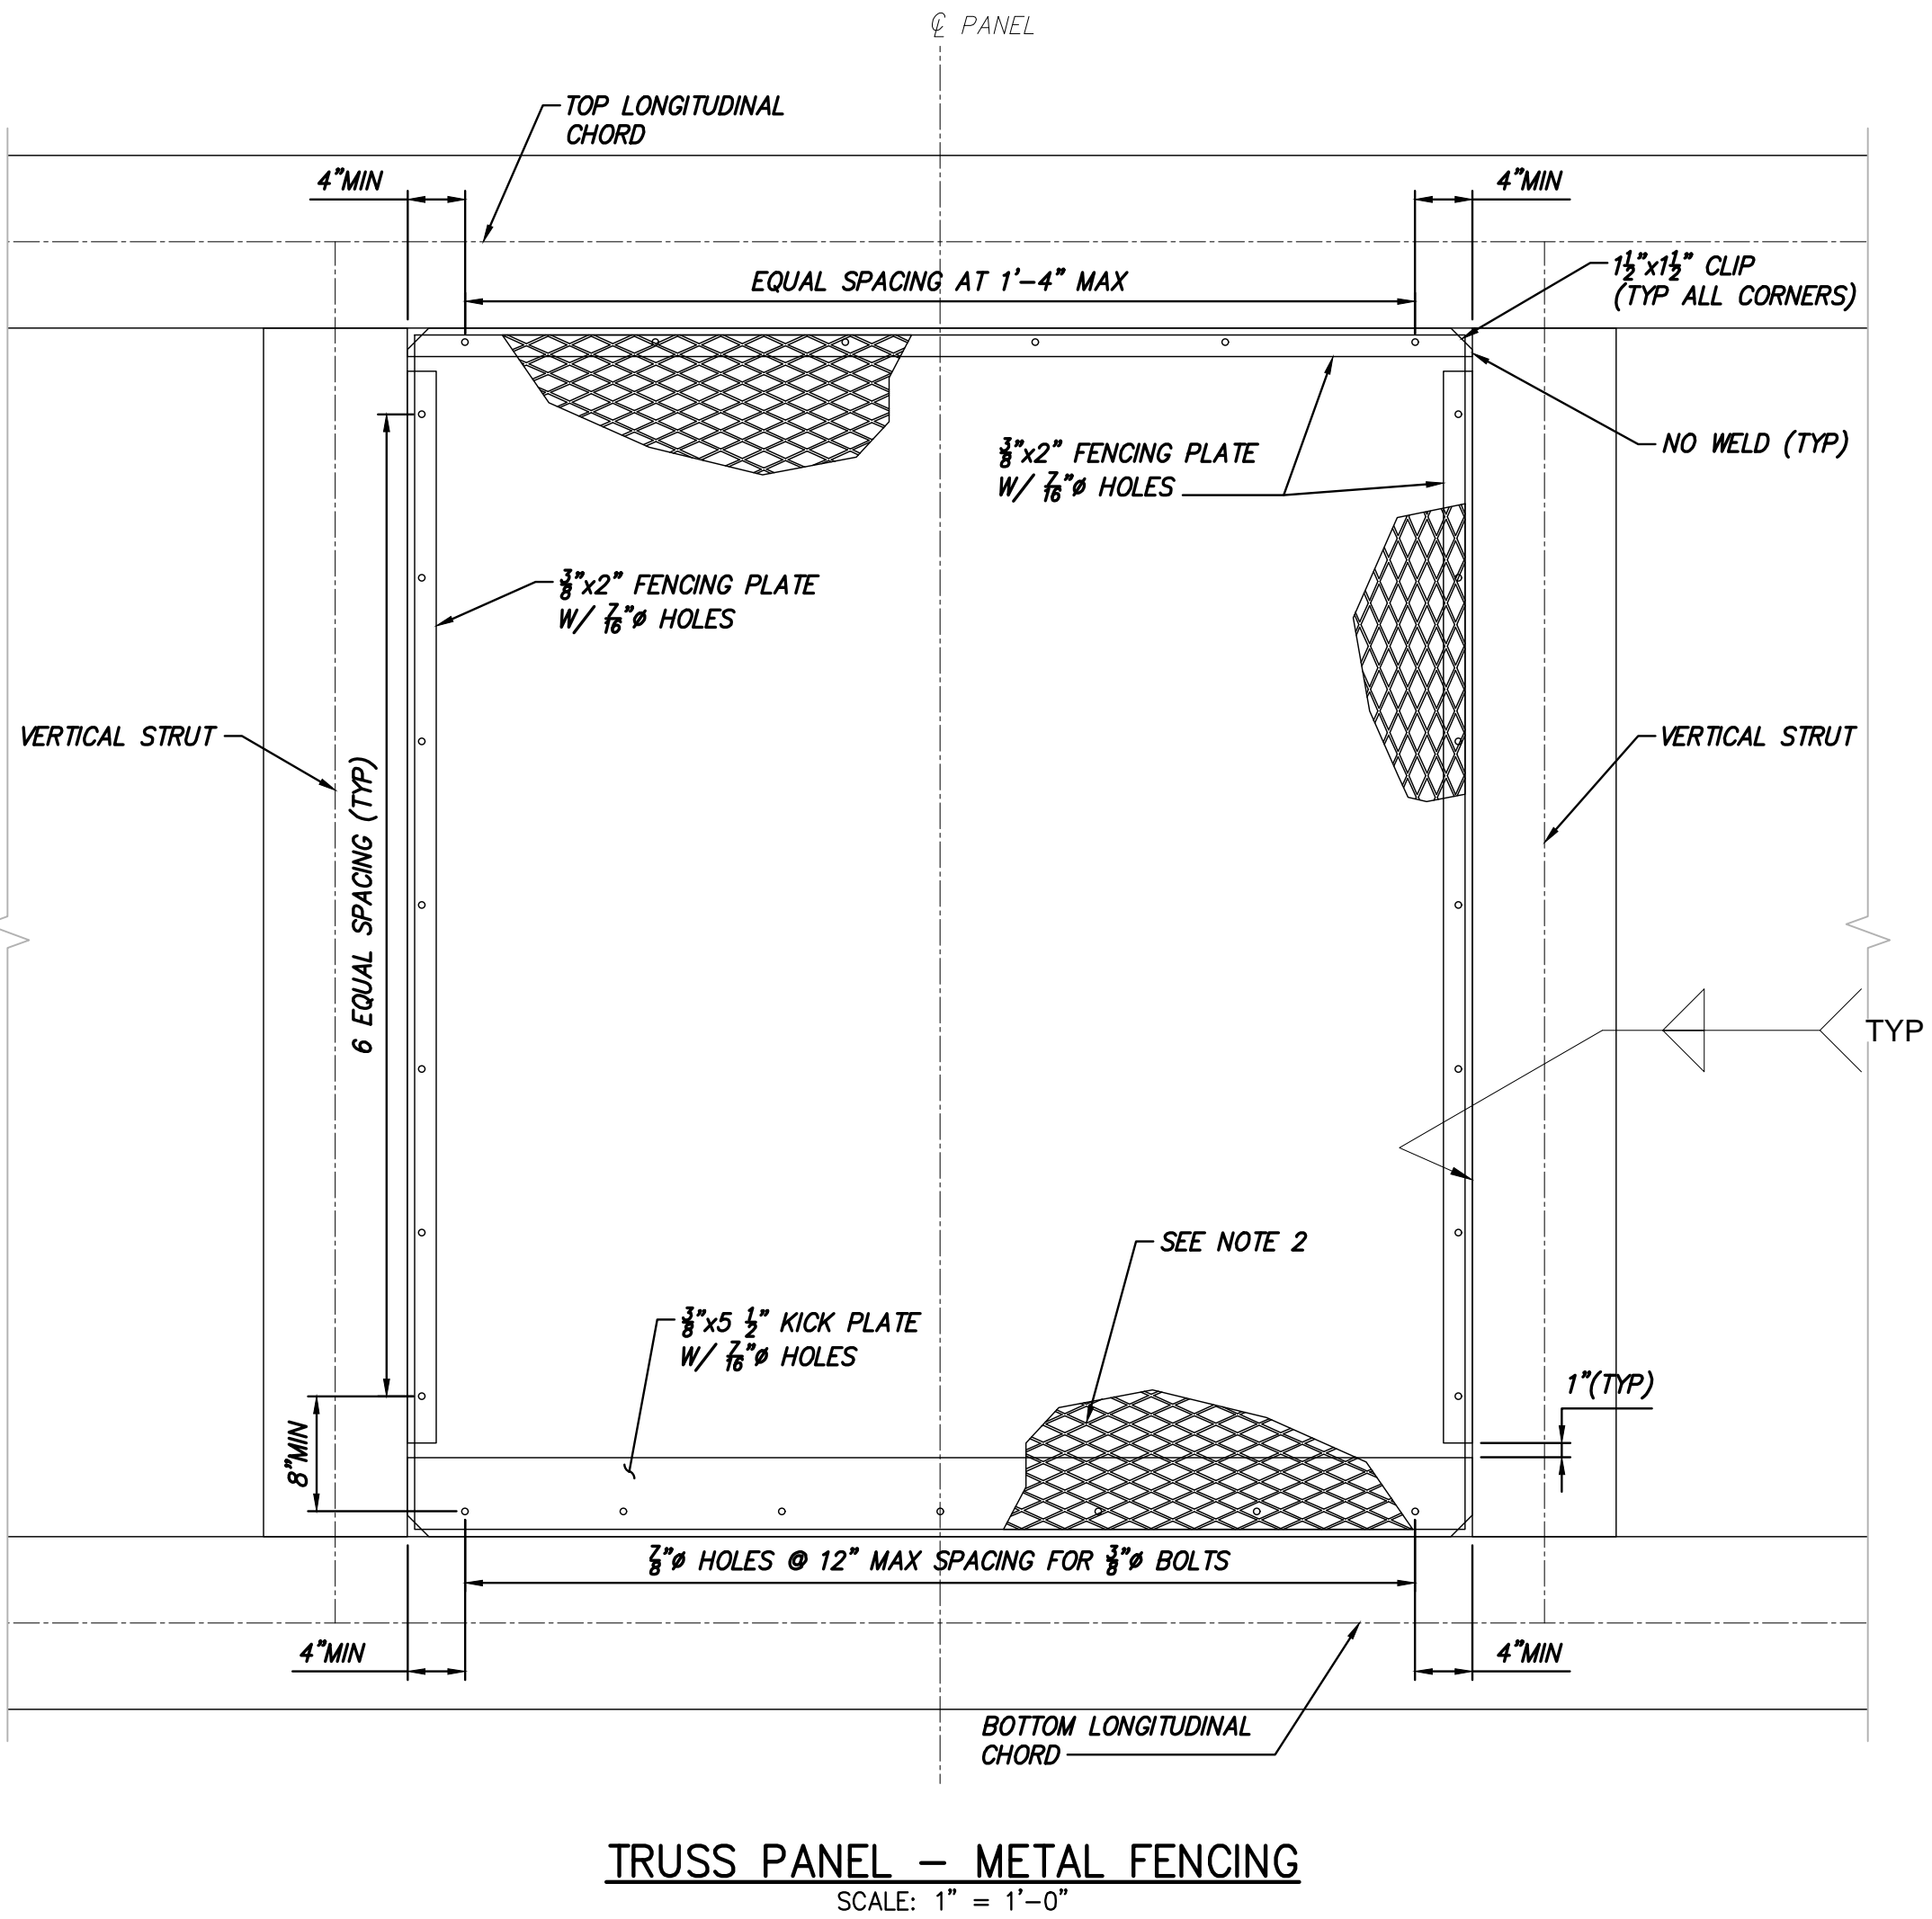 ℄ PANEL
TOP LONGITUDINAL
CHORD
4"MIN
4"MIN
EQUAL SPACING AT 1'-4" MAX
1½"x1½" CLIP
(TYP ALL CORNERS)
⅜"x2" FENCING PLATE
W/ 7/16"ø HOLES
NO WELD (TYP)
⅜"x2" FENCING PLATE
W/ 7/16"ø HOLES
VERTICAL STRUT
VERTICAL STRUT
6 EQUAL SPACING (TYP)
TYP
SEE NOTE 2
⅜"x5 ½" KICK PLATE
W/ 7/16"ø HOLES
1"(TYP)
8"MIN
⅞"ø HOLES @ 12" MAX SPACING FOR ⅜"ø BOLTS
4"MIN
4"MIN
BOTTOM LONGITUDINAL
CHORD
TRUSS PANEL - METAL FENCING
SCALE: 1" = 1'-0"